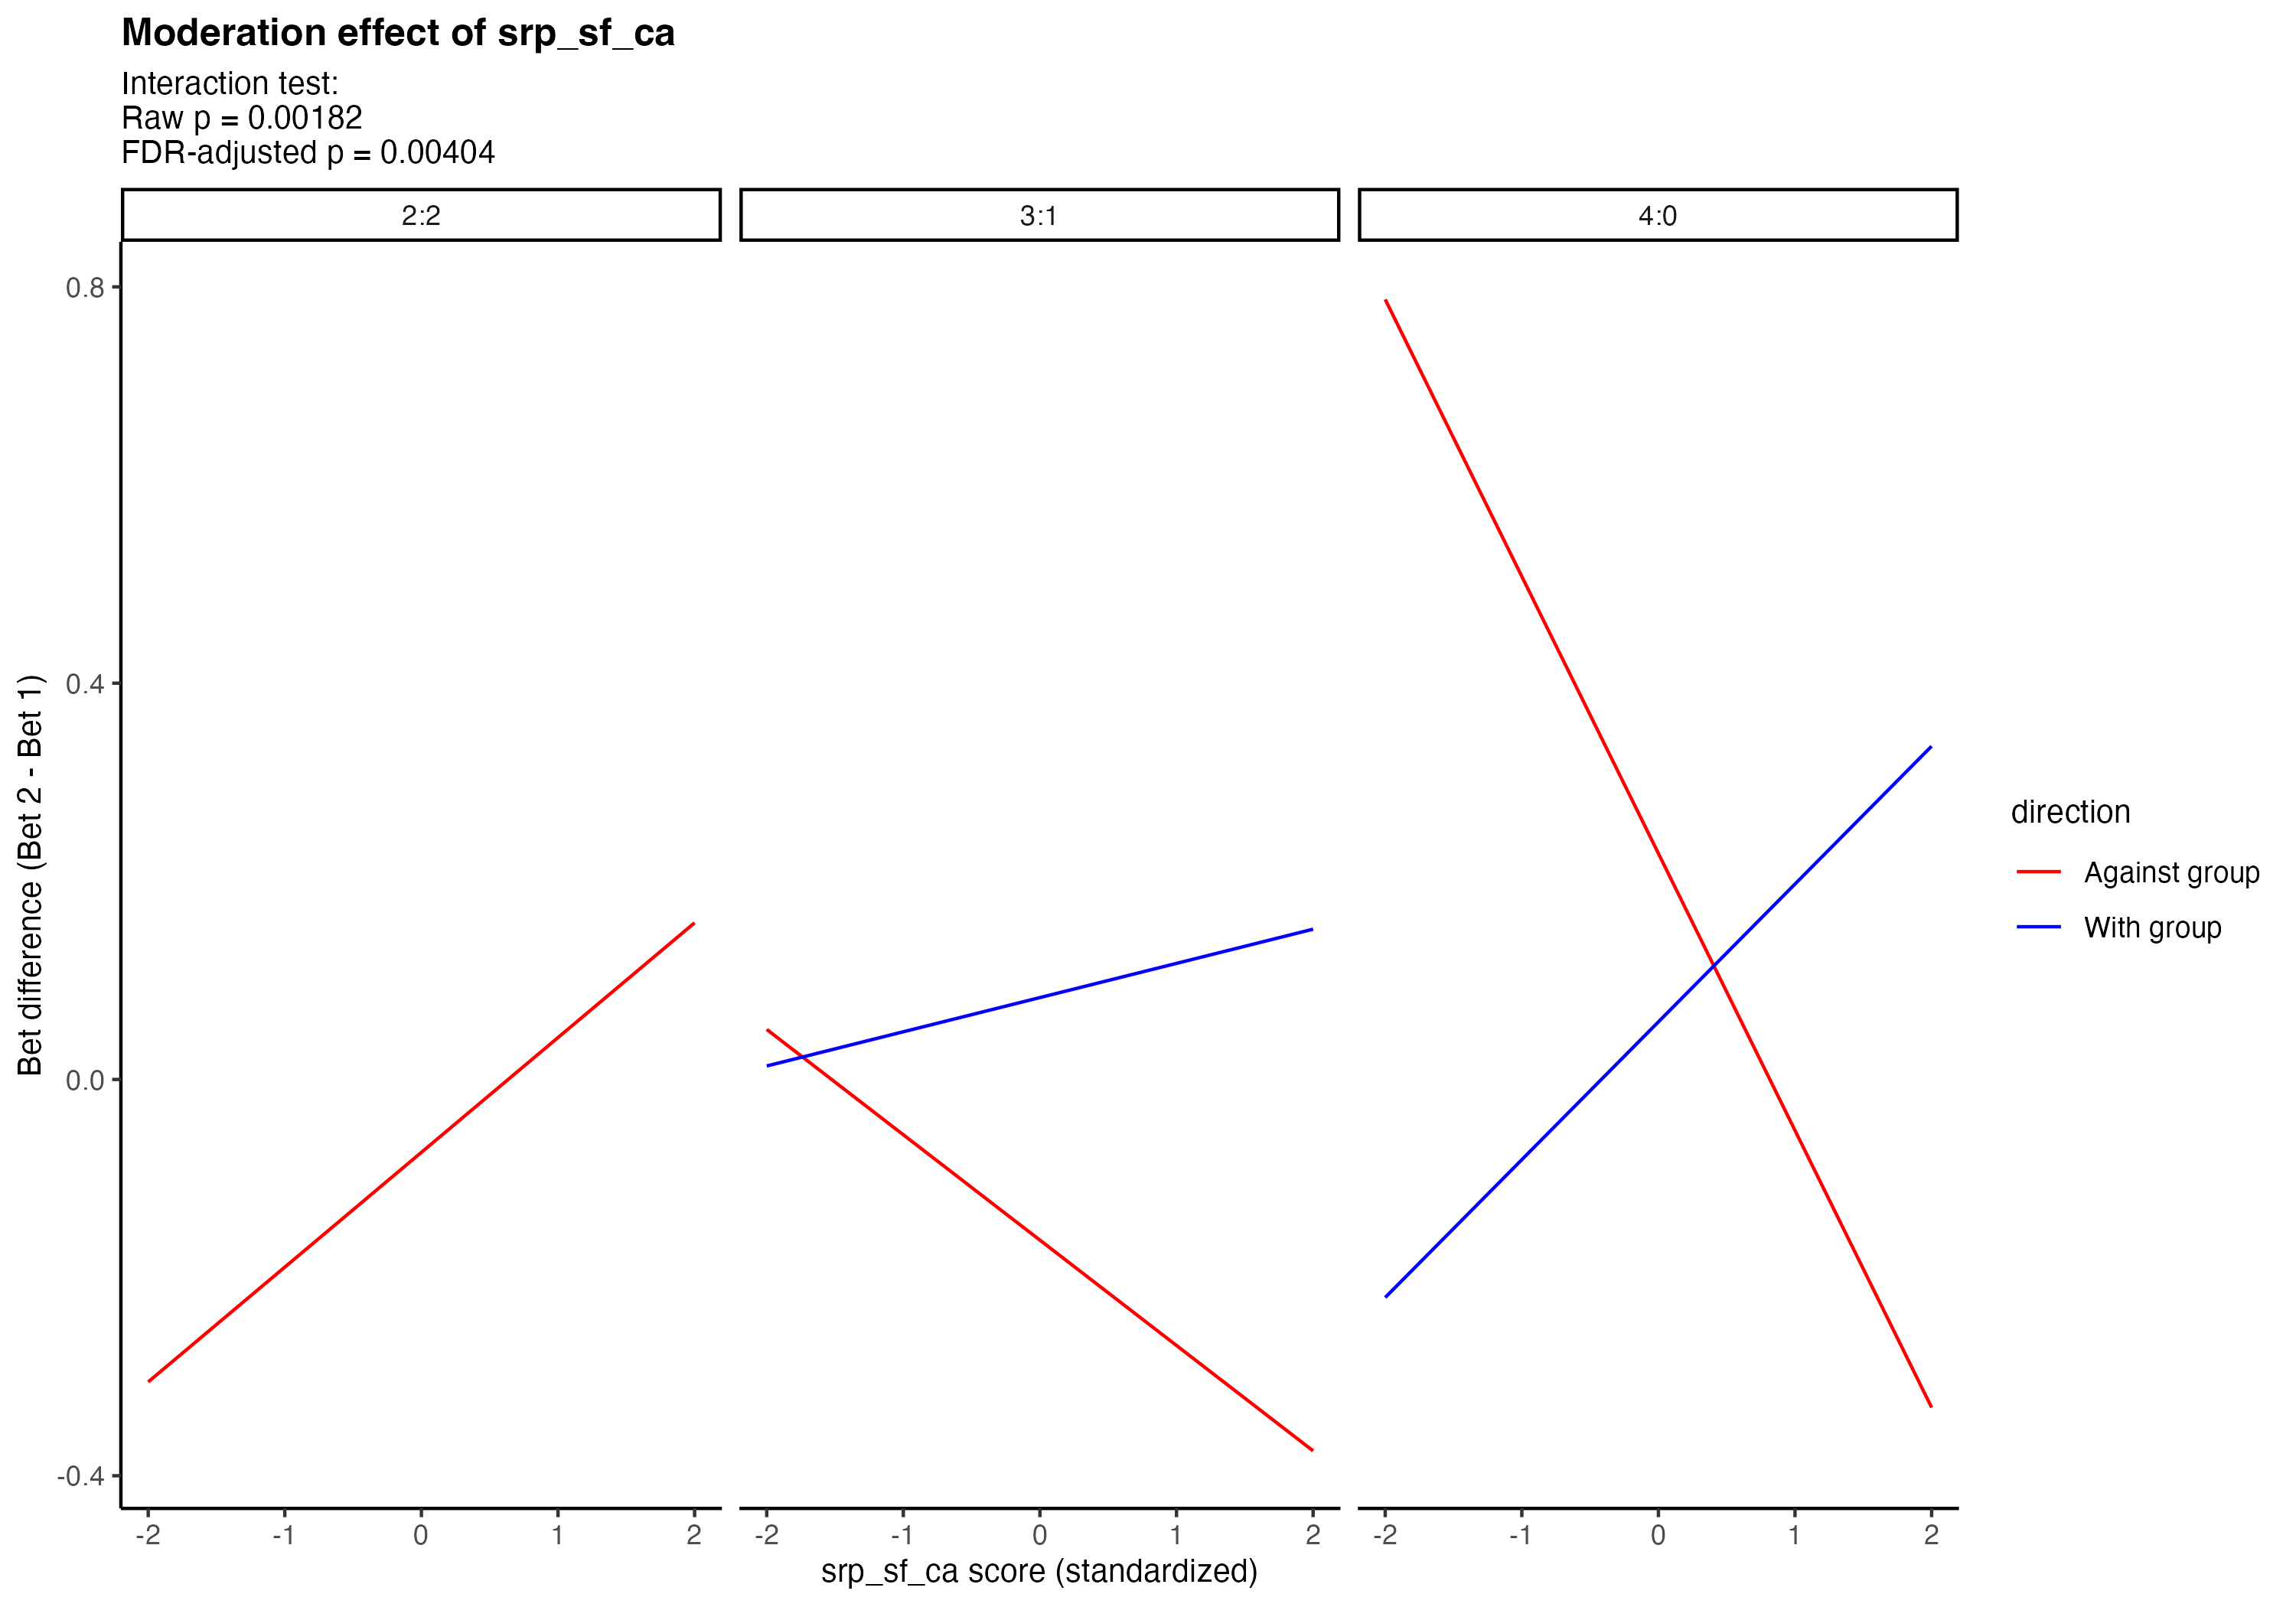 Moderation effect of srp_sf_ca
Interaction test:
Raw p = 0.00182
FDR-adjusted p = 0.00404
2:2 3:1 4:0
0.8
0.4
0.0
-0.4
Bet difference (Bet 2 - Bet 1)
-2 -1 0 1 2 -2 -1 0 1 2 -2 -1 0 1 2
srp_sf_ca score (standardized)
direction
Against group
With group